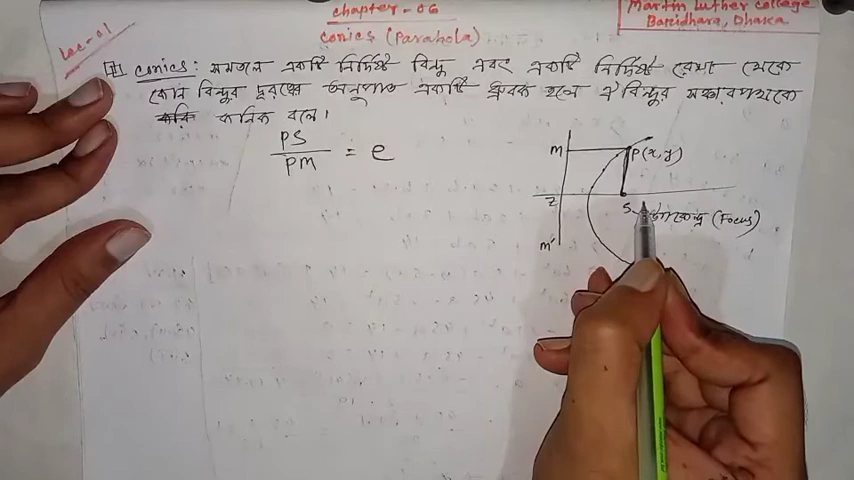 chapter - 06
Conics (Parabola)
Martin Luther College
Baridhara, Dhaka
Lec-01
# Conics: সমতলে একটি নির্দিষ্ট বিন্দু এবং একটি নির্দিষ্ট রেখা থেকে
কোন বিন্দুর দূরত্বের অনুপাত একটি ধ্রুবক হলে ঐ বিন্দুর সঞ্চারপথকে
কনিক বলে।
PS
PM
= e
M
P(x,y)
Z
S
(Focus)
M'